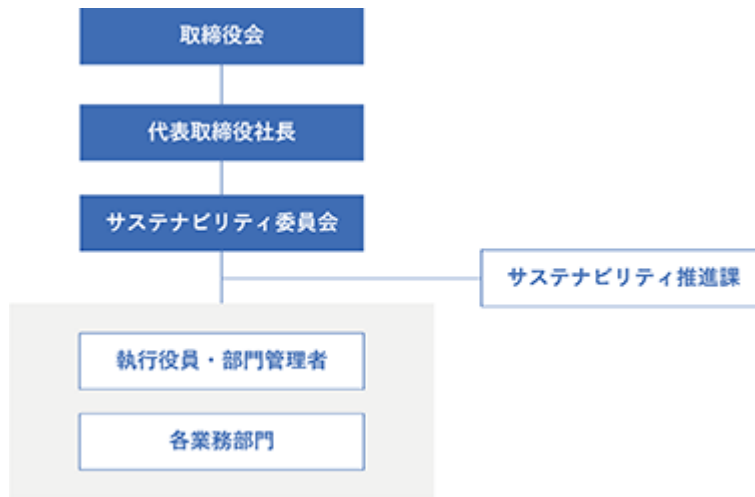 取締役会
代表取締役社長
サステナビリティ委員会
サステナビリティ推進課
執行役員・部門管理者
各業務部門